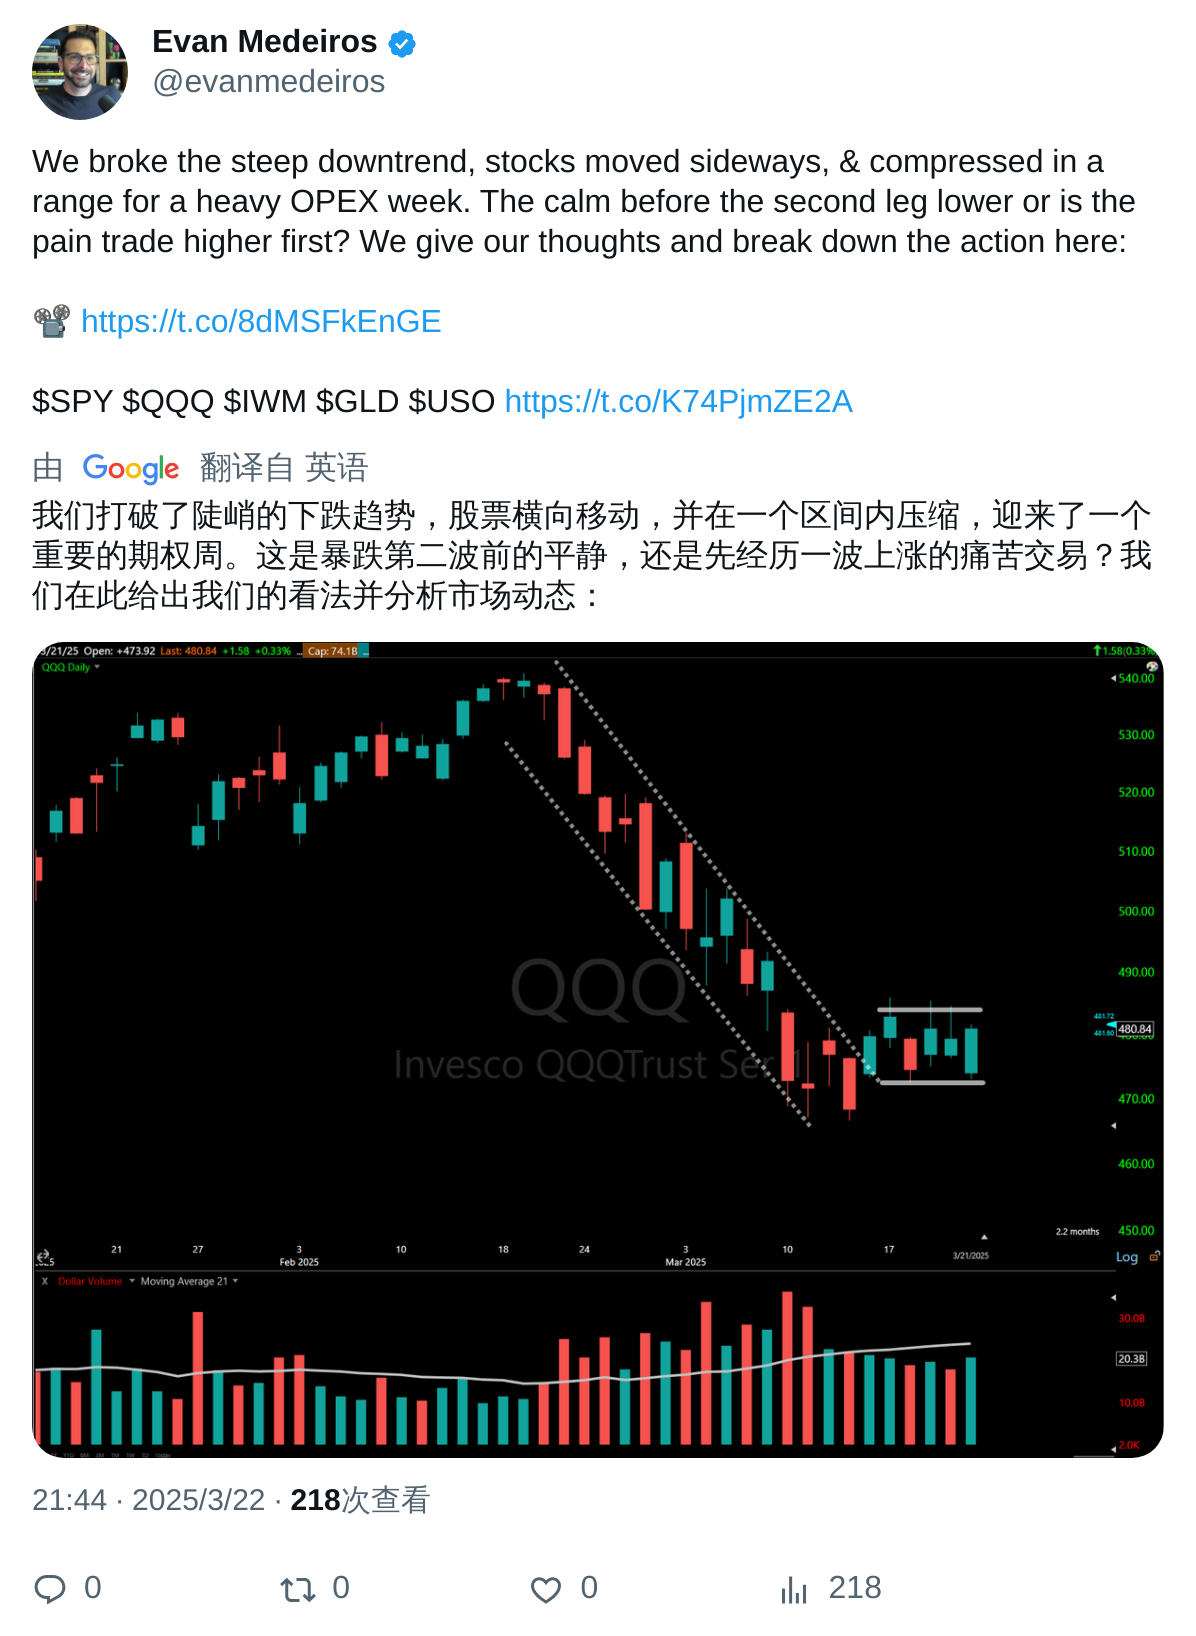 Evan Medeiros
@evanmedeiros
We broke the steep downtrend, stocks moved sideways, & compressed in a
range for a heavy OPEX week. The calm before the second leg lower or is the
pain trade higher first? We give our thoughts and break down the action here:
📽 https://t.co/8dMSFkEnGE
$SPY $QQQ $IWM $GLD $USO https://t.co/K74PjmZE2A
由 Google 翻译自 英语
我们打破了陡峭的下跌趋势，股票横向移动，并在一个区间内压缩，迎来了一个
重要的期权周。这是暴跌第二波前的平静，还是先经历一波上涨的痛苦交易？我
们在此给出我们的看法并分析市场动态：
3/21/25 Open: +473.92 Last: 480.84 +1.58 +0.33% ... Cap: 74.1B 1.58(0.33%
QQQ Daily
540.00
530.00
520.00
510.00
500.00
490.00
481.72
480.84
481.60
470.00
460.00
450.00
QQQ
Invesco QQQTrust Ser 1
2.2 months
21 27 3 10 18 24 3 10 17
Feb 2025 Mar 2025 3/21/2025
Log
X Dollar Volume Moving Average 21
30.0B
20.3B
10.0B
2.0K
21:44 · 2025/3/22 · 218次查看
0 0 0 218